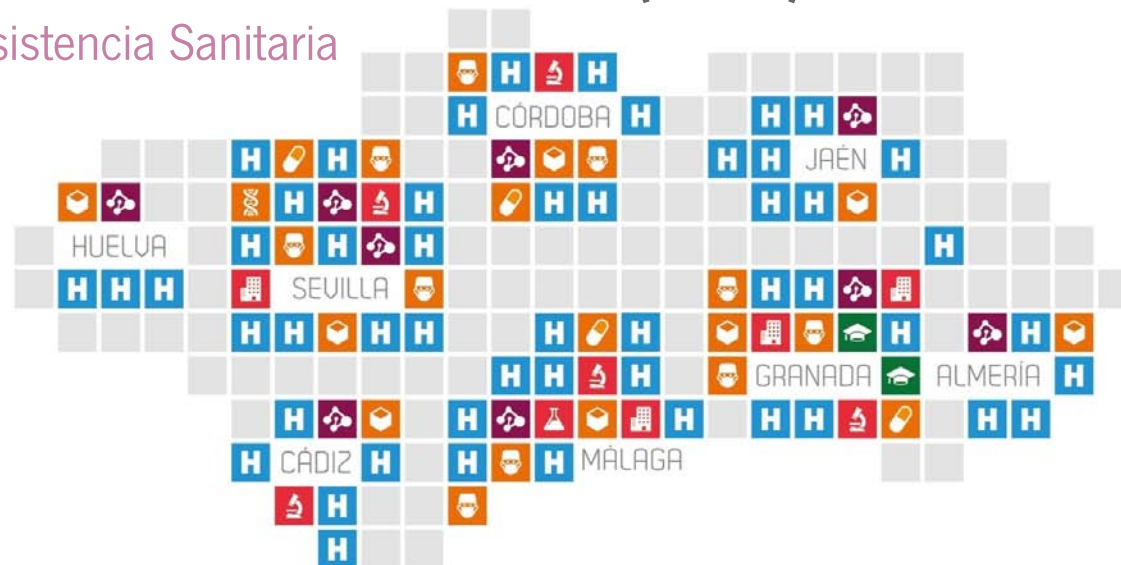 sistencia Sanitaria
H H
H CÓRDOBA H H H
H H H H JAÉN H
H H H H H H
HUELVA H H H H
H H H SEVILLA H H
H H H H H H H H
H H H GRANADA ALMERÍA H
H H H H H H H
H CÁDIZ H H H MÁLAGA
H
H